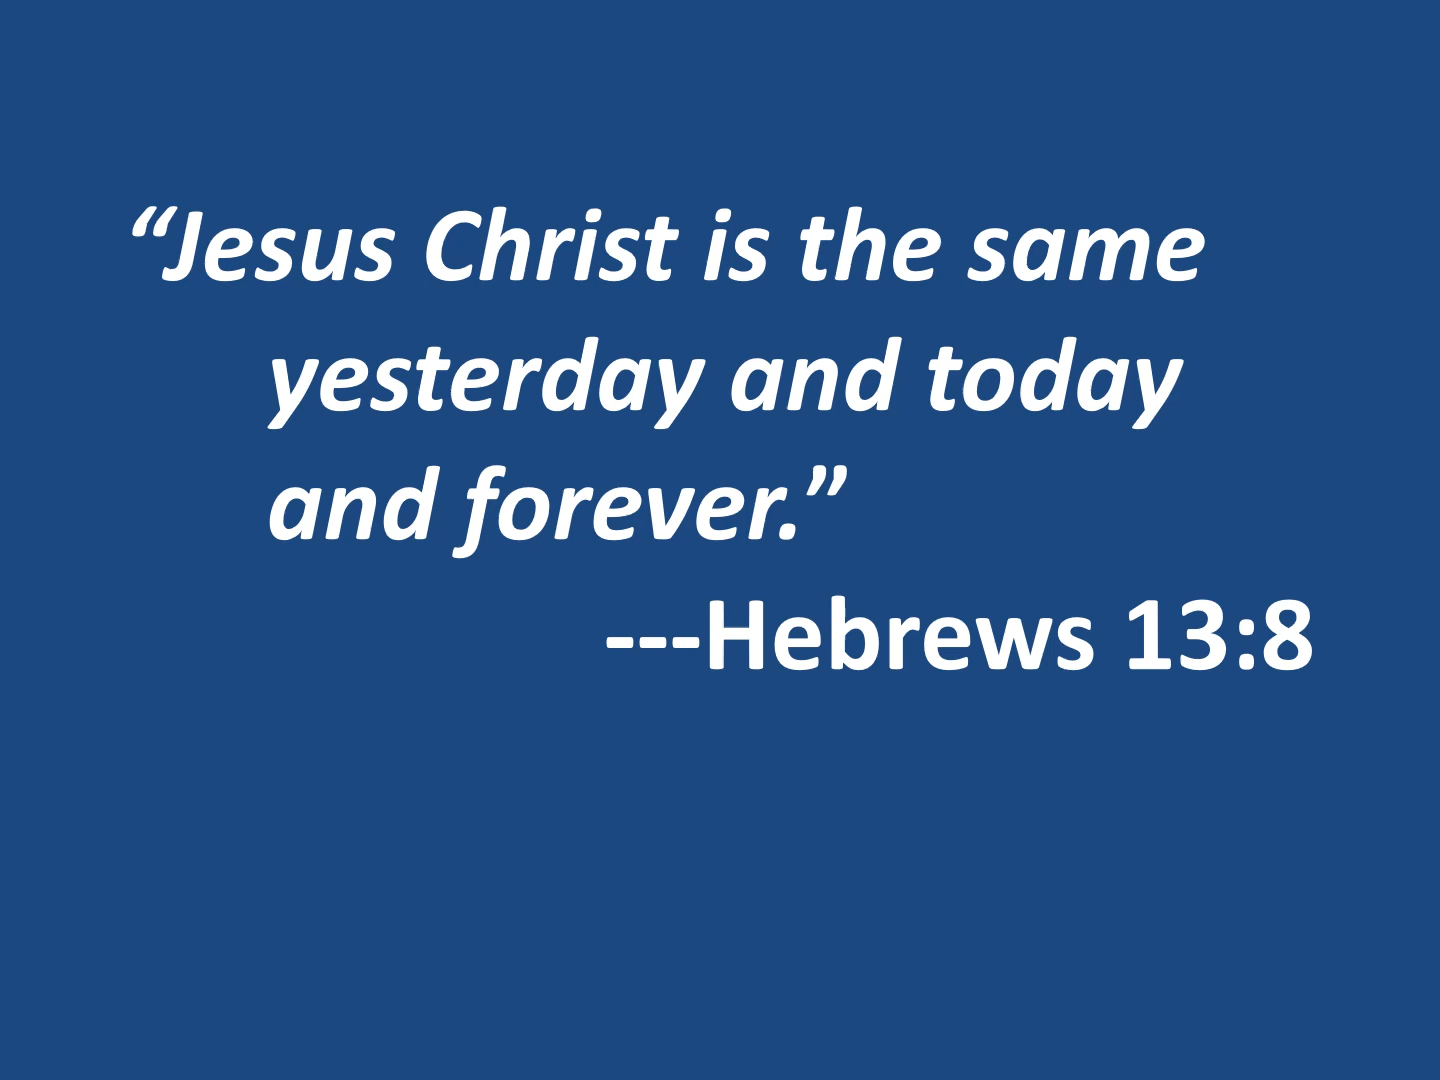 “Jesus Christ is the same
yesterday and today
and forever.”
---Hebrews 13:8